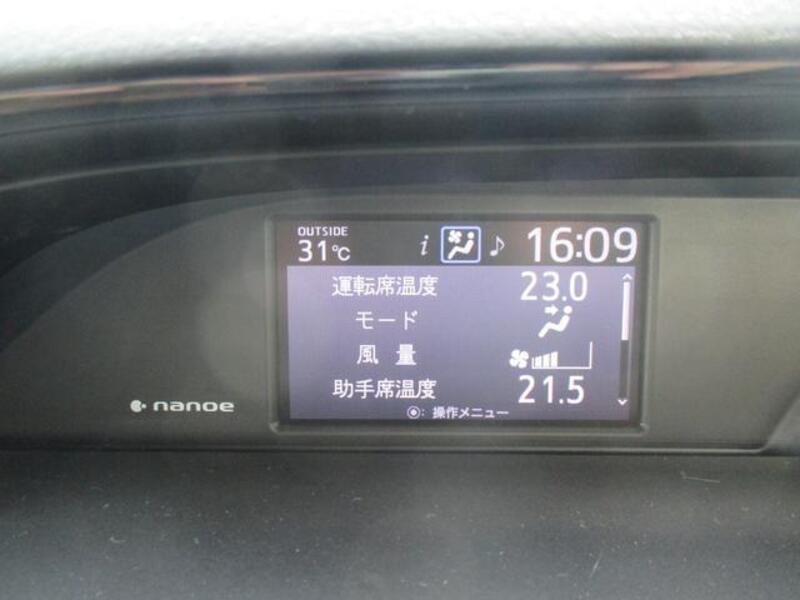 OUTSIDE
31℃ i ♪ 16:09
運転席温度 23.0
モード
風 量
助手席温度 21.5
nanoe
◉: 操作メニュー